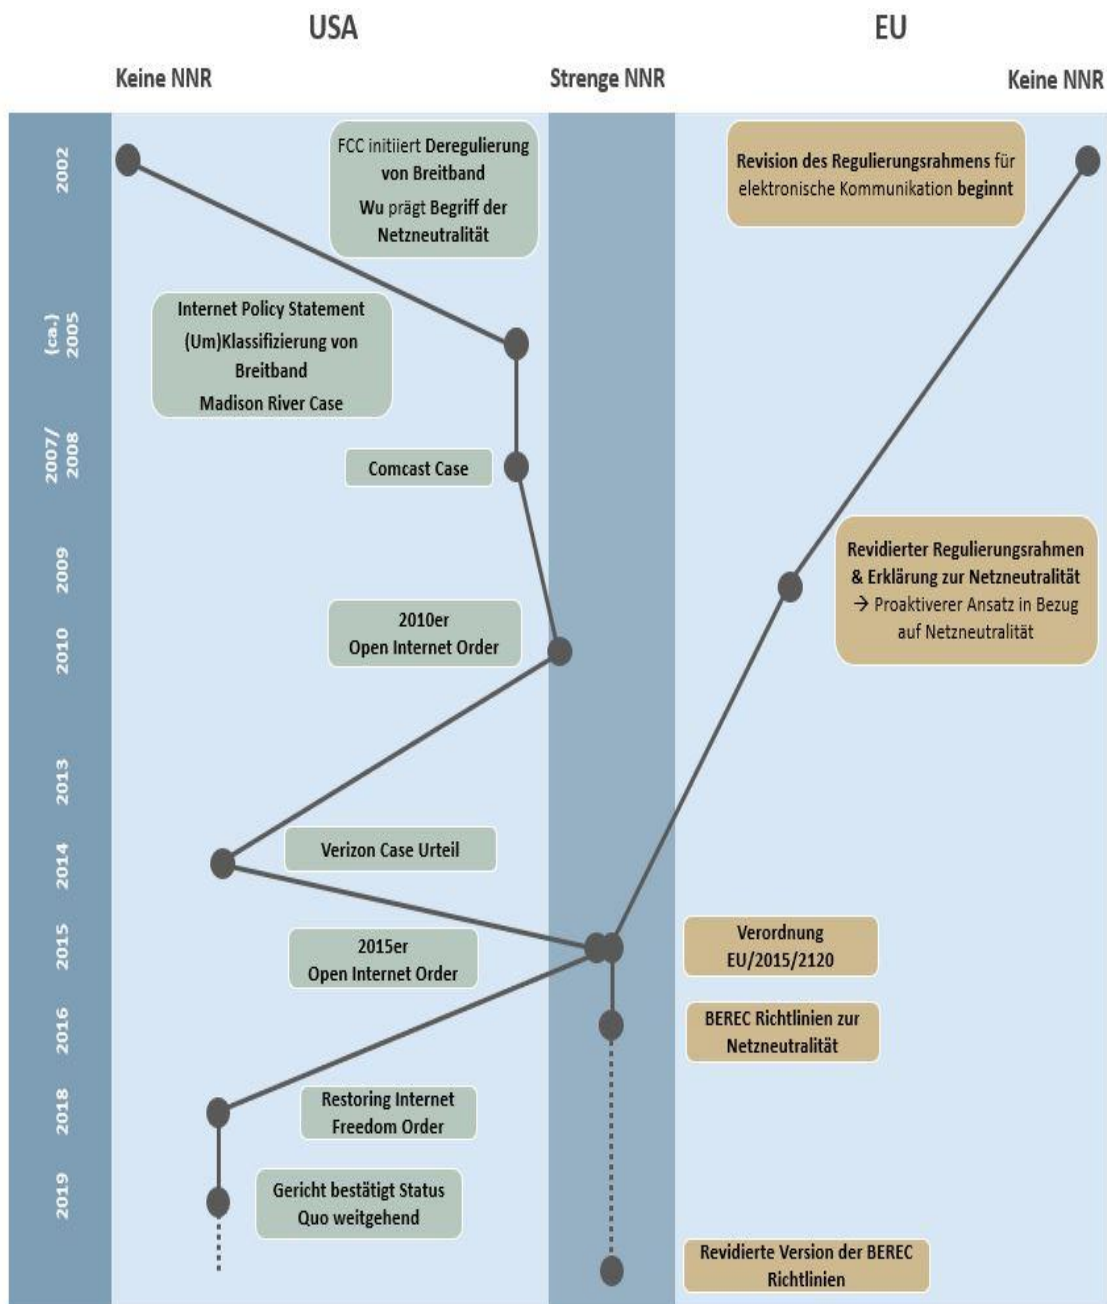 USA
EU
Keine NNR
Strenge NNR
Keine NNR
2002
FCC initiiert Deregulierung
von Breitband
Wu prägt Begriff der
Netzneutralität
Revision des Regulierungsrahmens für
elektronische Kommunikation beginnt
(ca.)
2005
Internet Policy Statement
(Um)Klassifizierung von
Breitband
Madison River Case
2007/
2008
Comcast Case
2009
Revidierter Regulierungsrahmen
& Erklärung zur Netzneutralität
→ Proaktiverer Ansatz in Bezug
auf Netzneutralität
2010
2010er
Open Internet Order
2013
2014
Verizon Case Urteil
2015
2015er
Open Internet Order
Verordnung
EU/2015/2120
2016
BEREC Richtlinien zur
Netzneutralität
2018
Restoring Internet
Freedom Order
2019
Gericht bestätigt Status
Quo weitgehend
Revidierte Version der BEREC
Richtlinien